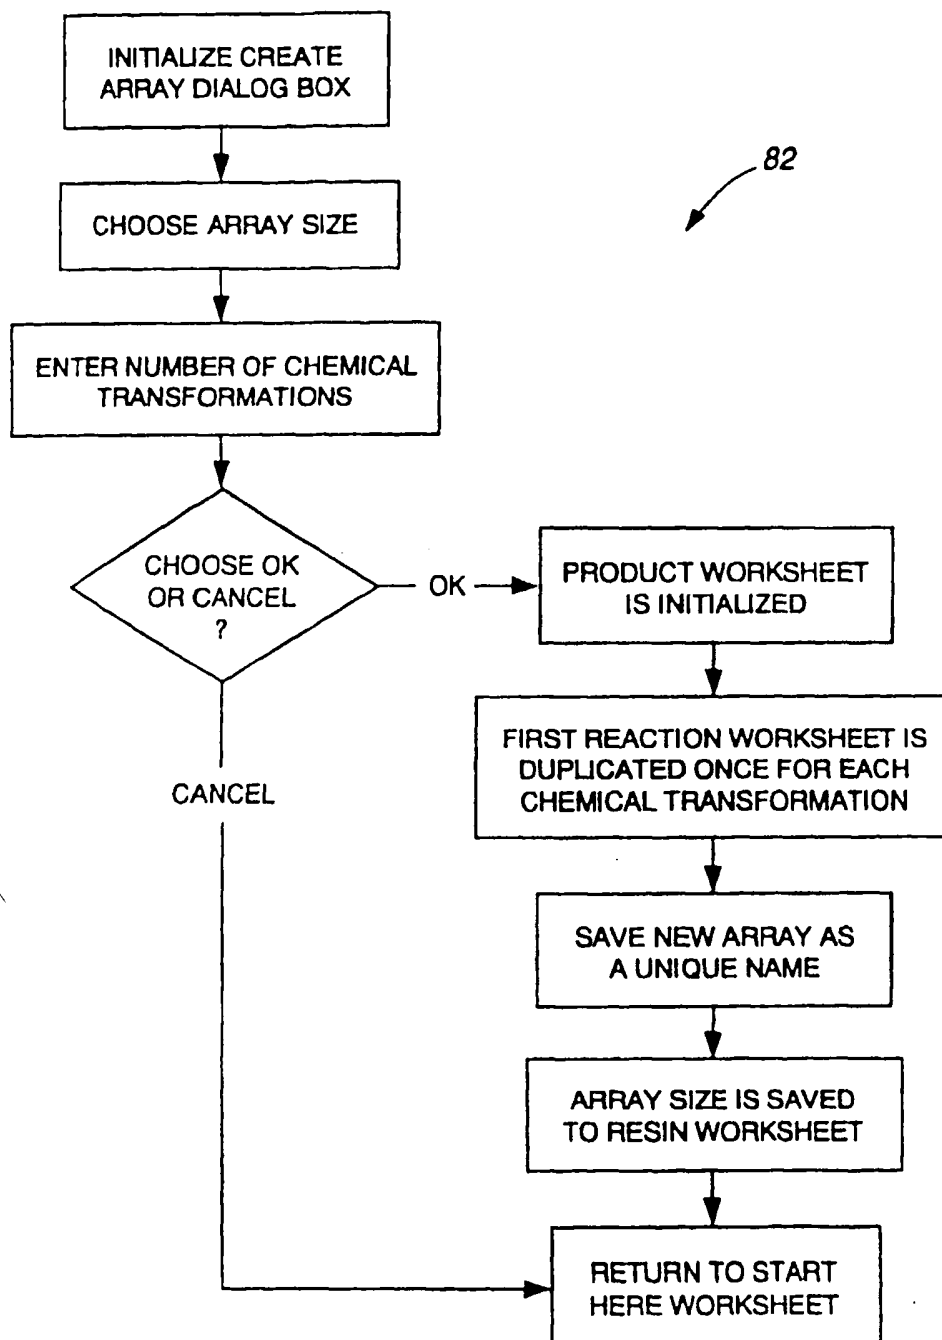 INITIALIZE CREATE
ARRAY DIALOG BOX
82
CHOOSE ARRAY SIZE
ENTER NUMBER OF CHEMICAL
TRANSFORMATIONS
CHOOSE OK
OR CANCEL
?
OK
PRODUCT WORKSHEET
IS INITIALIZED
FIRST REACTION WORKSHEET IS
DUPLICATED ONCE FOR EACH
CHEMICAL TRANSFORMATION
CANCEL
SAVE NEW ARRAY AS
A UNIQUE NAME
ARRAY SIZE IS SAVED
TO RESIN WORKSHEET
RETURN TO START
HERE WORKSHEET